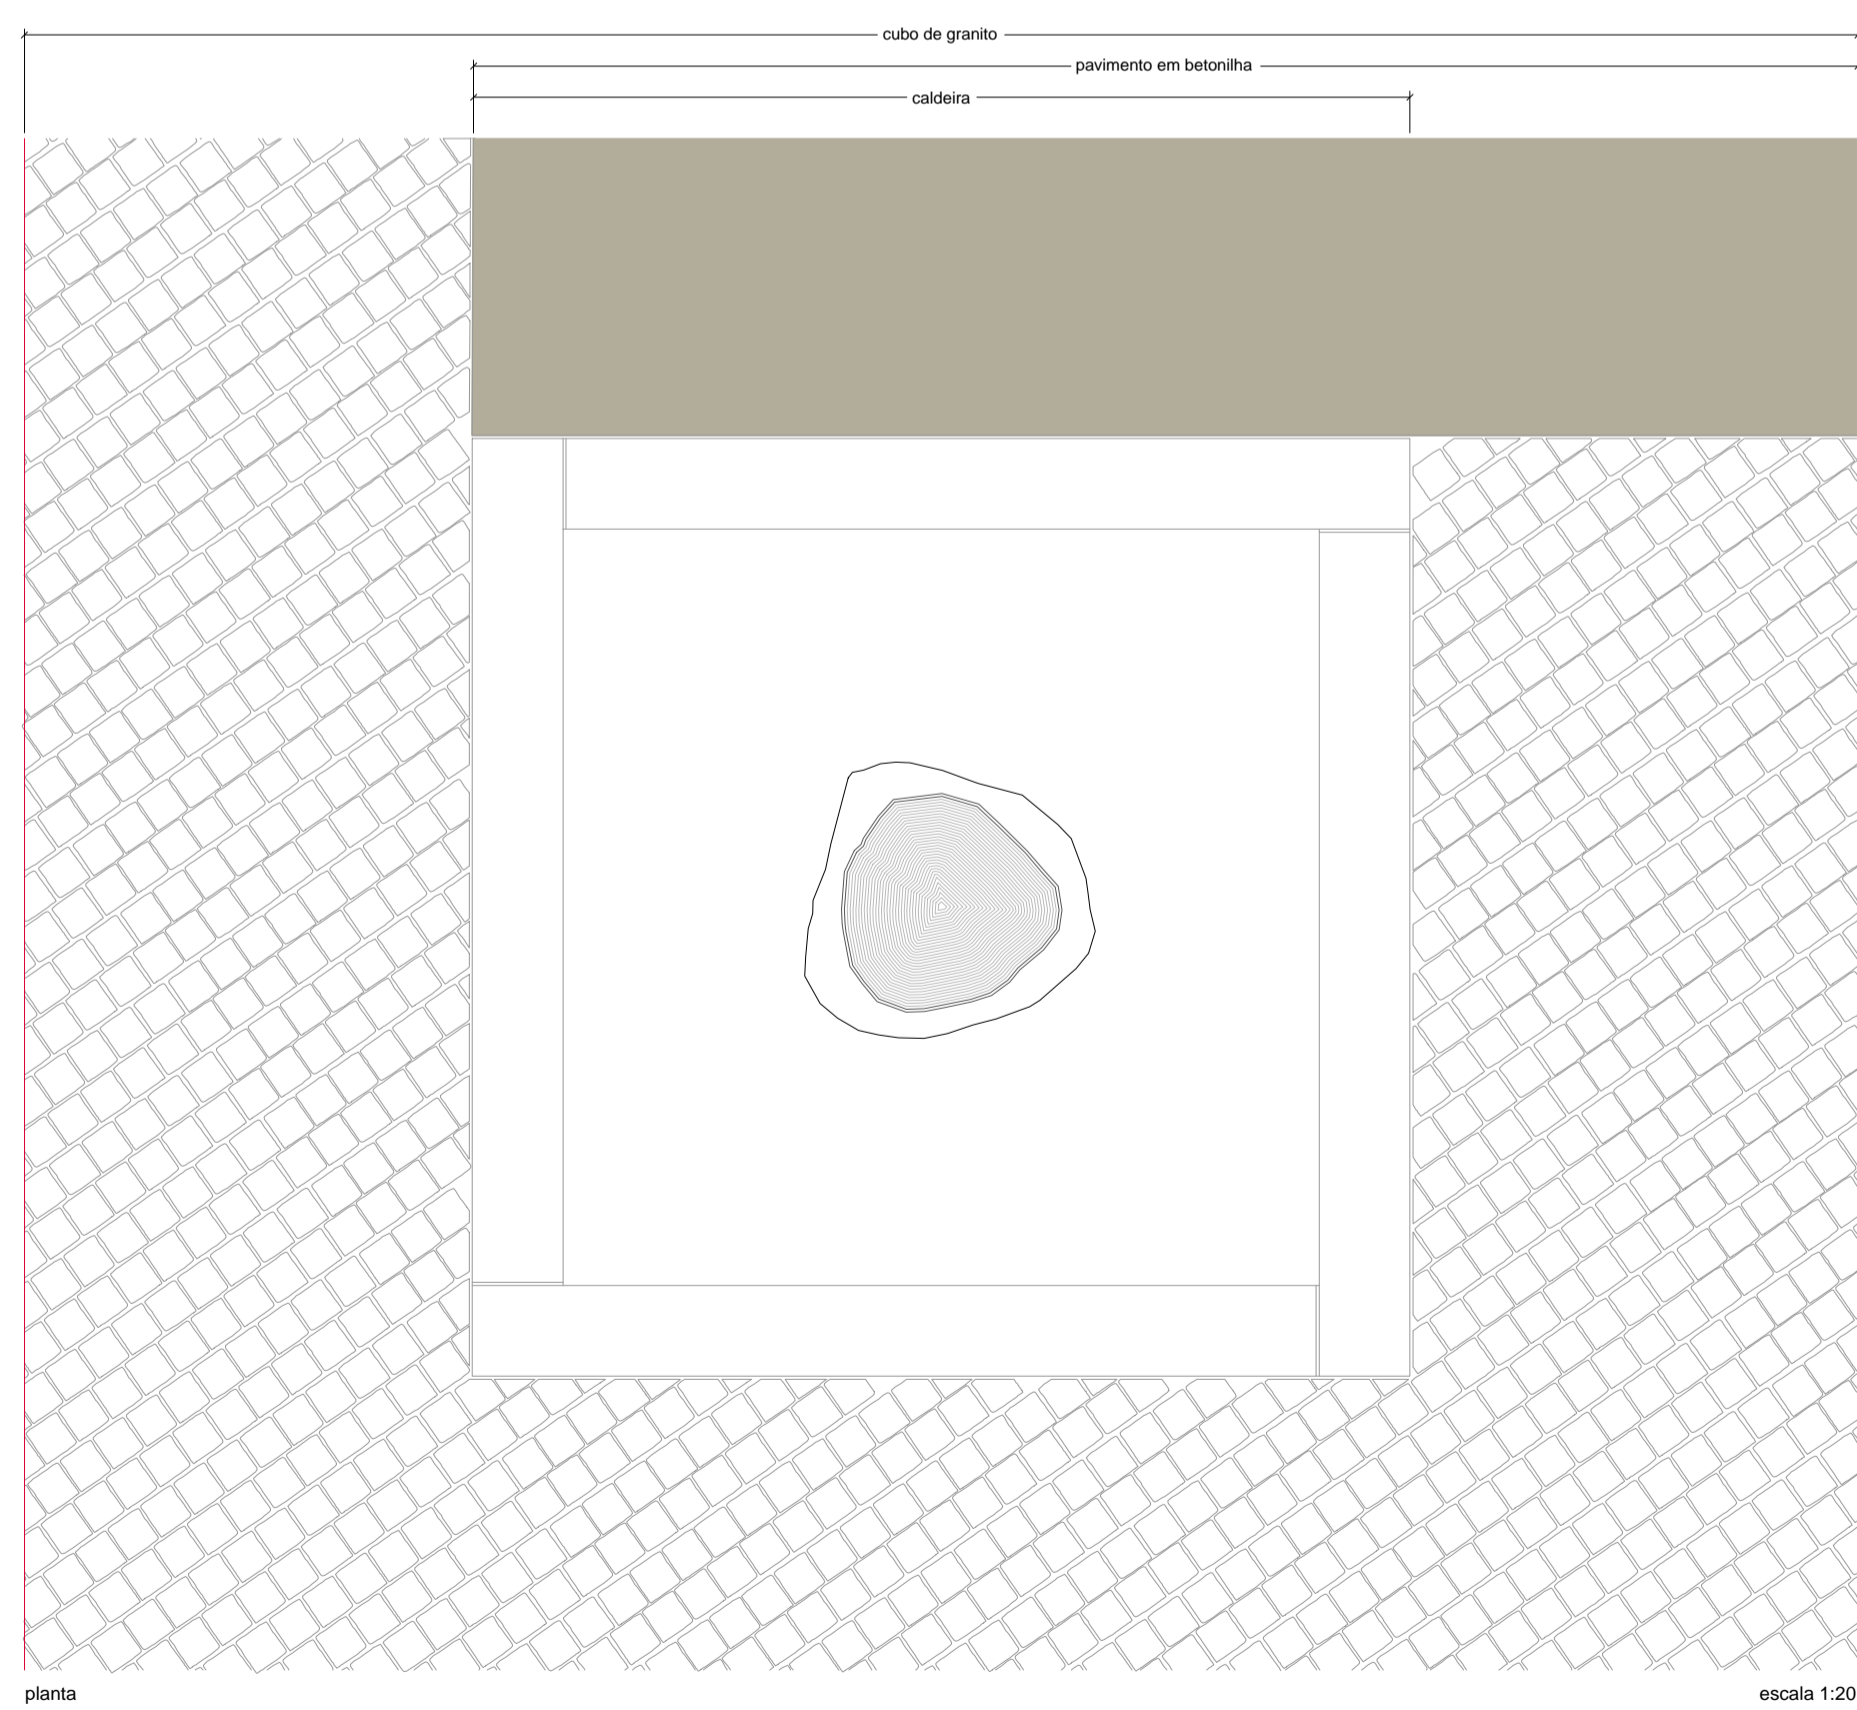 cubo de granito
pavimento em betonilha
caldeira
planta
escala 1:20